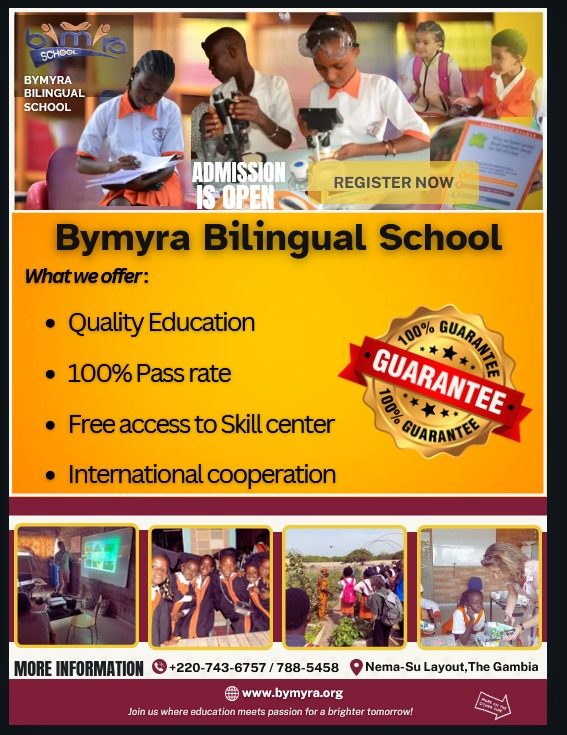 bymyra
SCHOOL
BYMYRA
BILINGUAL
SCHOOL
ADMISSION
IS OPEN
REGISTER NOW
Bymyra Bilingual School
What we offer :
• Quality Education
• 100% Pass rate
• Free access to Skill center
• International cooperation
100% GUARANTEE
GUARANTEE
100% GUARANTEE
MORE INFORMATION
+220-743-6757 / 788-5458
Nema-Su Layout,The Gambia
www.bymyra.org
Join us where education meets passion for a brighter tomorrow!